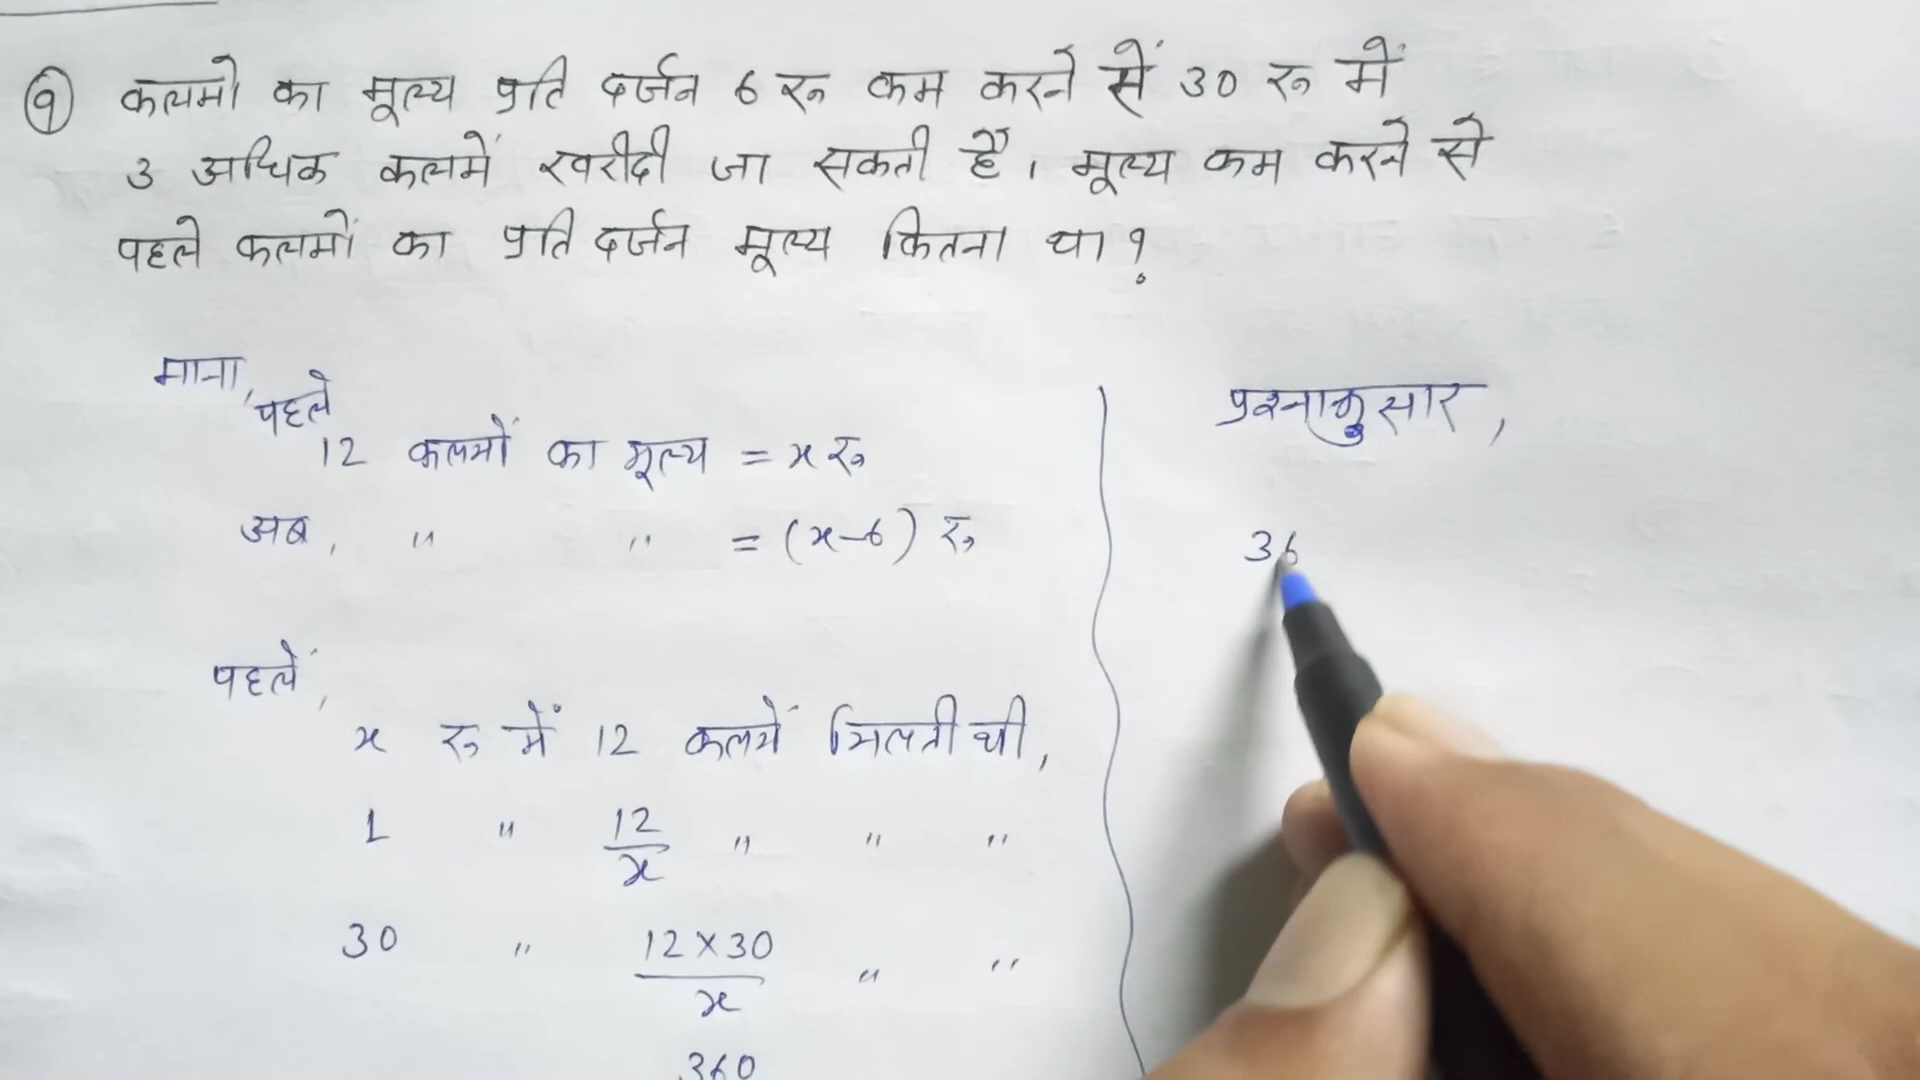 ९ कलमो का मूल्य प्रति दर्जन 6 रु कम करने सें 30 रु में
3 अधिक कलमें खरीदी जा सकती है, मूल्य कम करने से
पहले कलमों का प्रति दर्जन मूल्य कितना था?
माना,
पहले
12 कलमों का मूल्य = x रु
अब, " " = (x-6) रु
पहलें,
x रु में 12 कलमें मिलती थी,
1 " 12/x " " "
30 " 12×30/x " "
360
प्रश्नानुसार,
36